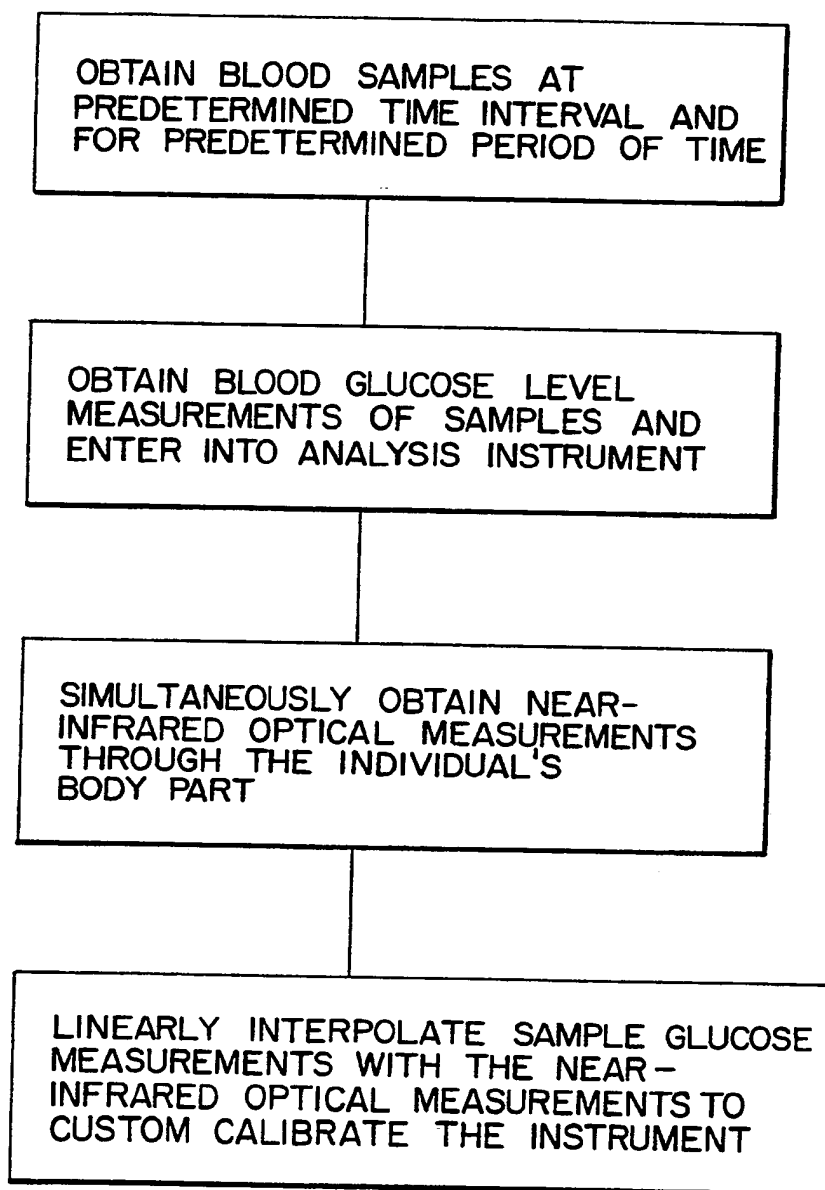 OBTAIN BLOOD SAMPLES AT
PREDETERMINED TIME INTERVAL AND
FOR PREDETERMINED PERIOD OF TIME
OBTAIN BLOOD GLUCOSE LEVEL
MEASUREMENTS OF SAMPLES AND
ENTER INTO ANALYSIS INSTRUMENT
SIMULTANEOUSLY OBTAIN NEAR-
INFRARED OPTICAL MEASUREMENTS
THROUGH THE INDIVIDUAL'S
BODY PART
LINEARLY INTERPOLATE SAMPLE GLUCOSE
MEASUREMENTS WITH THE NEAR-
INFRARED OPTICAL MEASUREMENTS TO
CUSTOM CALIBRATE THE INSTRUMENT